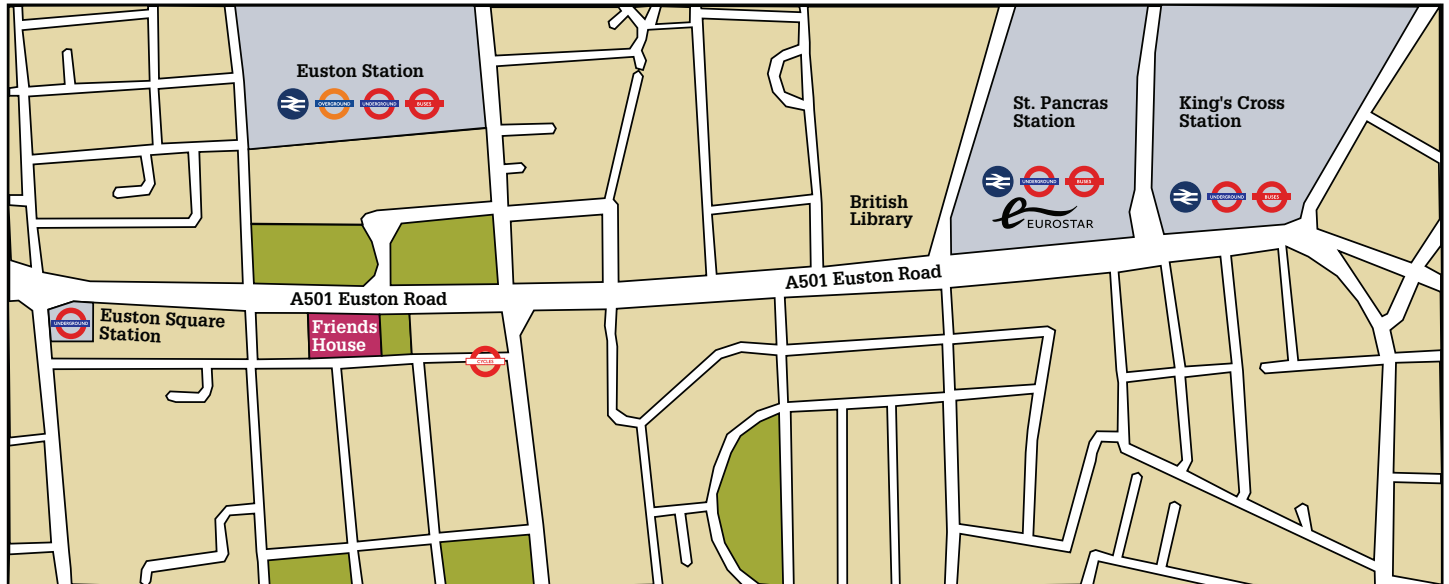 Euston Station
OVERGROUND
UNDERGROUND
BUSES
St. Pancras
Station
UNDERGROUND
BUSES
EUROSTAR
King's Cross
Station
UNDERGROUND
BUSES
British
Library
A501 Euston Road
A501 Euston Road
UNDERGROUND
Euston Square
Station
Friends
House
CYCLES